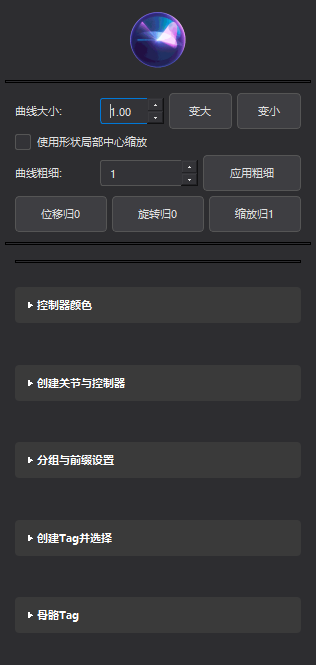 曲线大小: 1.00 变大 变小
使用形状局部中心缩放
曲线粗细: 1 应用粗细
位移归0 旋转归0 缩放归1
控制器颜色
创建关节与控制器
分组与前缀设置
创建Tag并选择
骨骼Tag